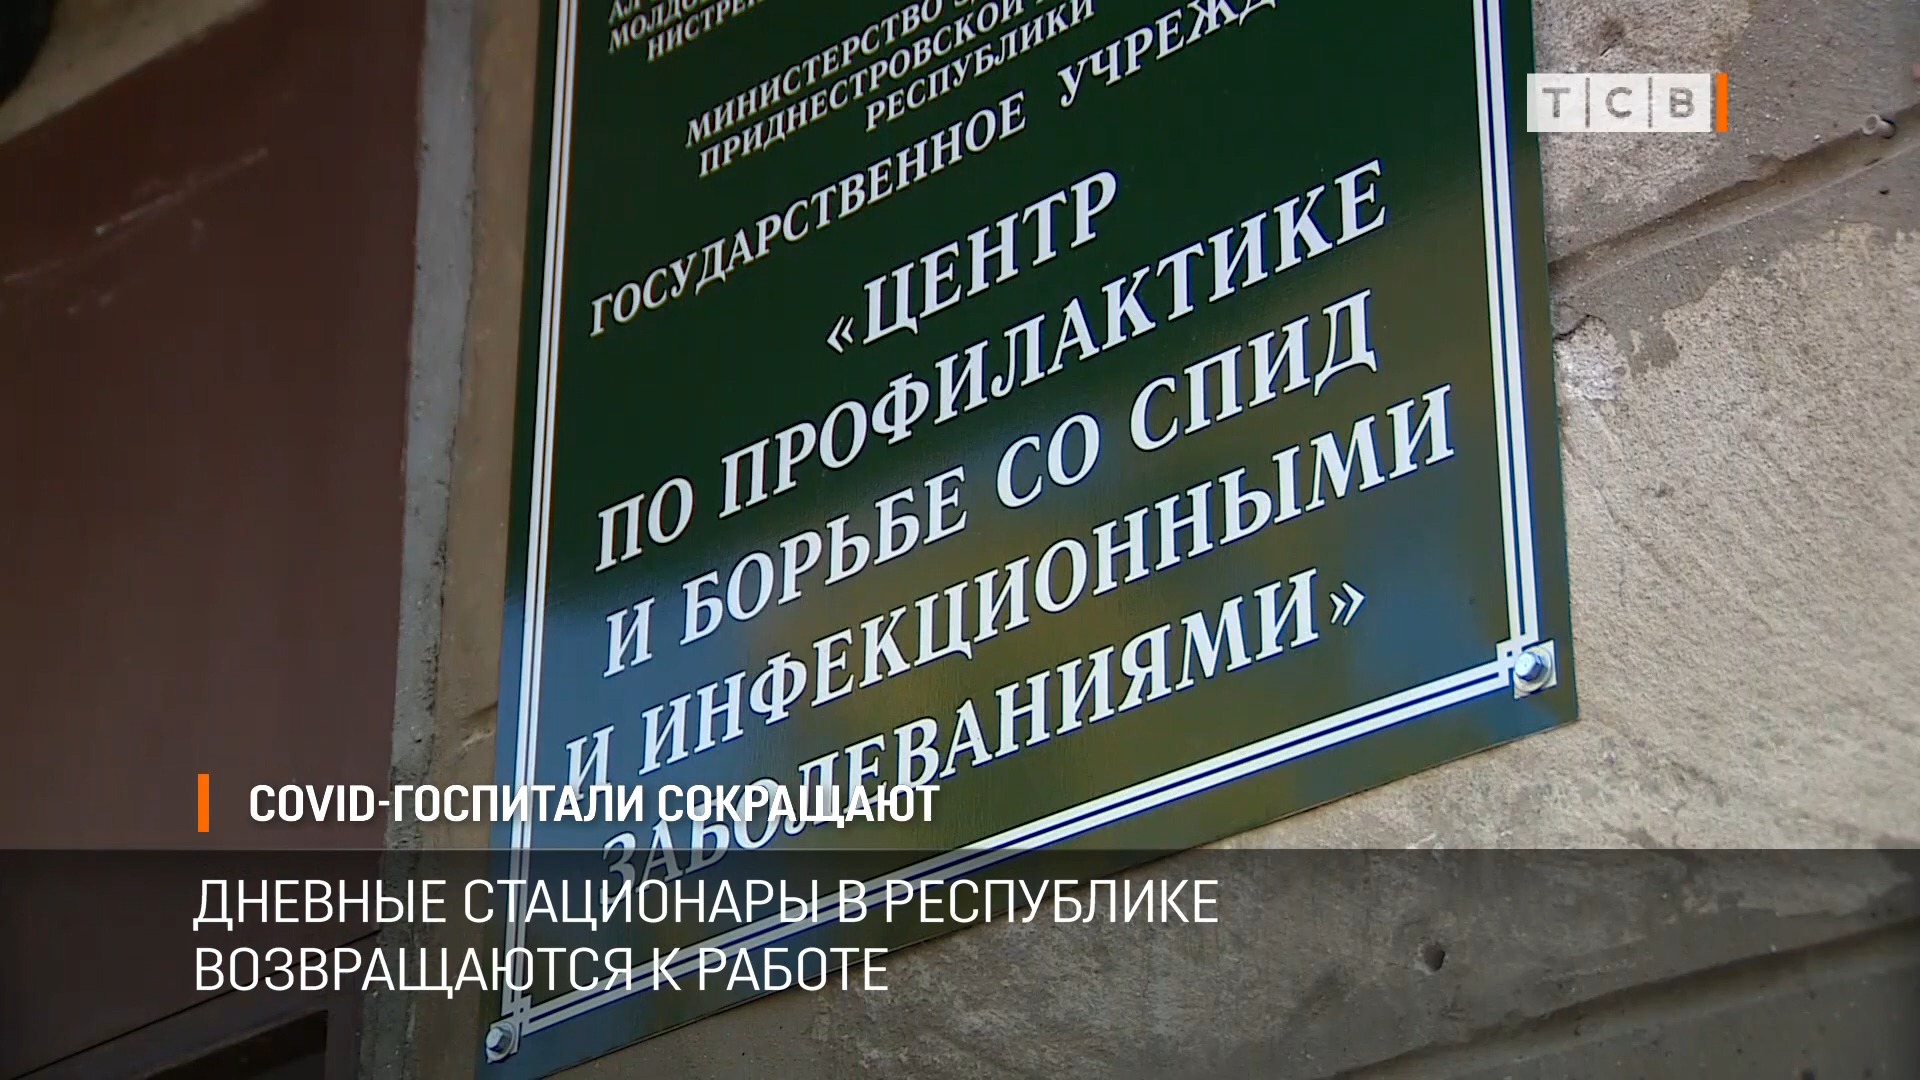 МИНИСТЕРСТВО
ПРИДНЕСТРОВСКОЙ
РЕСПУБЛИКИ
ГОСУДАРСТВЕННОЕ
«ЦЕНТР
ПО ПРОФИЛАКТИКЕ
И БОРЬБЕ СО СПИД
И ИНФЕКЦИОННЫМИ
ЗАБОЛЕВАНИЯМИ»
ТСВ
COVID-ГОСПИТАЛИ СОКРАЩАЮТ
ДНЕВНЫЕ СТАЦИОНАРЫ В РЕСПУБЛИКЕ
ВОЗВРАЩАЮТСЯ К РАБОТЕ